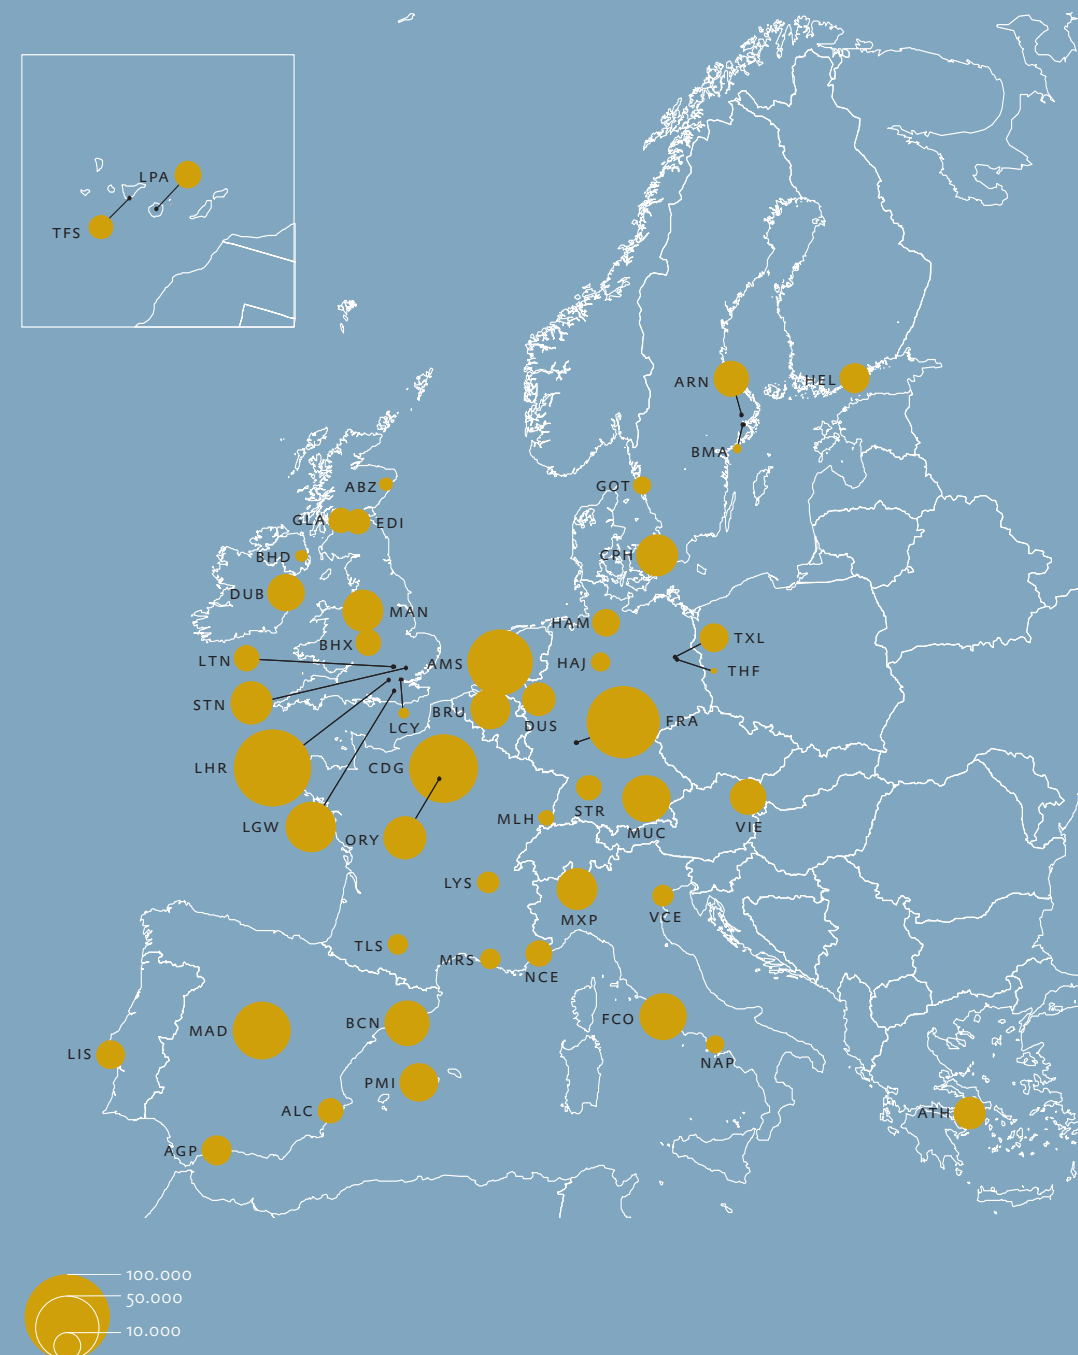 LPA
TFS
ARN
HEL
BMA
ABZ
GOT
GLA
EDI
BHD
CPH
DUB
MAN
HAM
BHX
TXL
LTN
AMS
HAJ
THF
STN
BRU
DUS
FRA
LCY
LHR
CDG
STR
LGW
MLH
MUC
VIE
ORY
LYS
MXP
VCE
TLS
MRS
NCE
FCO
BCN
MAD
LIS
NAP
PMI
ALC
ATH
AGP
100.000
50.000
10.000